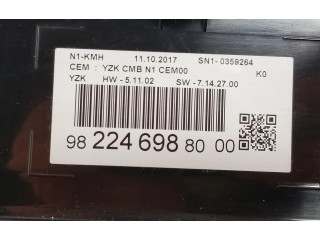 N1-KMH 11.10.2017 SN1- 0359264
CEM : YZK CMB N1 CEM00 K0
YZK HW - 5.11.02 SW - 7.14.27.00
98 224 698 80 00